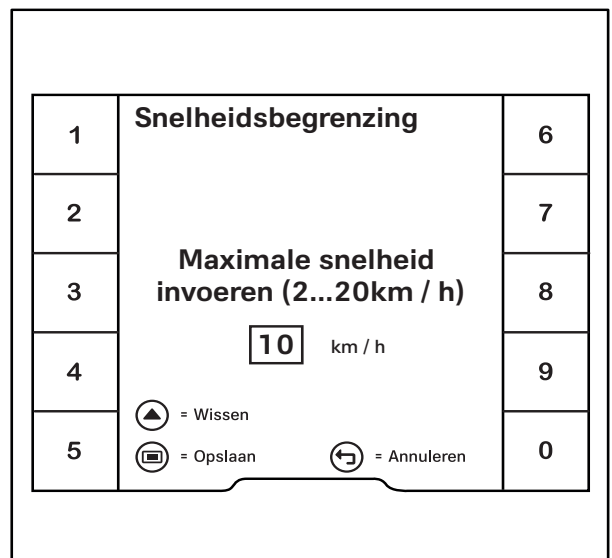 Snelheidsbegrenzing
1
2
3
4
5
Maximale snelheid
invoeren (2...20km / h)
10 km / h
= Wissen
= Opslaan
= Annuleren
6
7
8
9
0